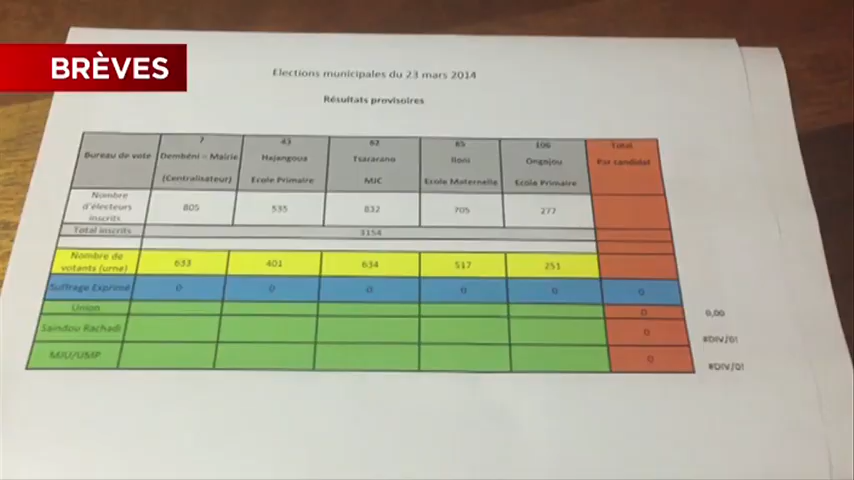 BRÈVES
Elections municipales du 23 mars 2014
Résultats provisoires
7 43 62 85 106 Total
Bureau de vote Dembéni – Mairie Hajangoua Tsararano Iloni Ongojou Par candidat
(Centralisateur) Ecole Primaire MJC Ecole Maternelle Ecole Primaire
Nombre
d'électeurs 805 535 832 705 277
inscrits
Total inscrits 3154
Nombre de
votants (urne) 633 401 634 517 251
Suffrage Exprimé 0 0 0 0 0 0
Union 0 0,00
Saindou Rachadi 0 #DIV/0!
MJU/UMP 0 #DIV/0!